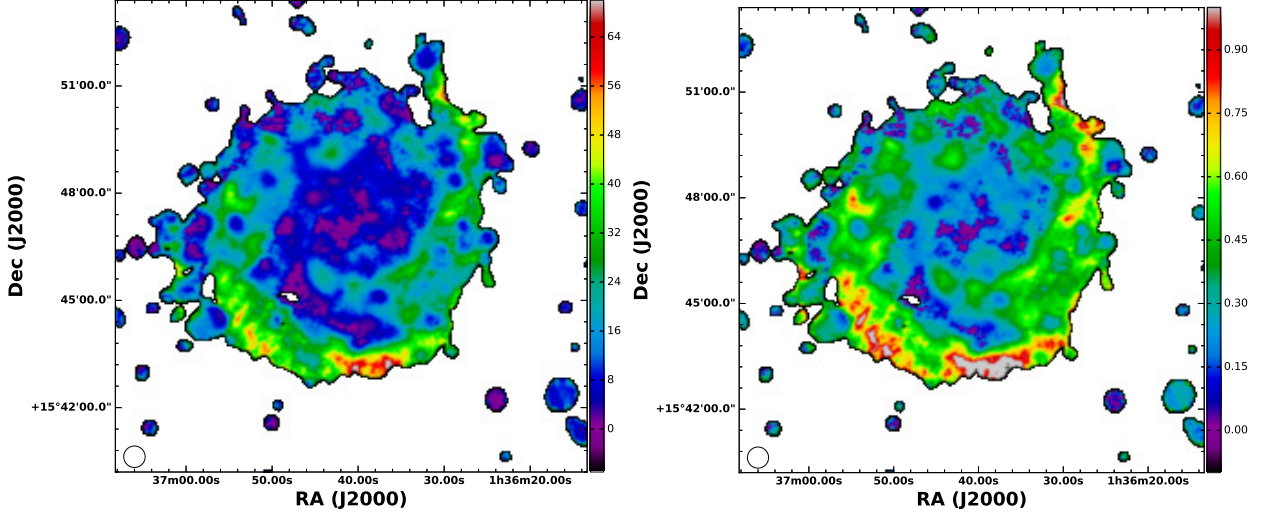 51'00.0"
48'00.0"
45'00.0"
+15°42'00.0"
Dec (J2000)
37m00.00s
50.00s
40.00s
30.00s
1h36m20.00s
RA (J2000)
64
56
48
40
32
24
16
8
0
51'00.0"
48'00.0"
45'00.0"
+15°42'00.0"
Dec (J2000)
37m00.00s
50.00s
40.00s
30.00s
1h36m20.00s
RA (J2000)
0.90
0.75
0.60
0.45
0.30
0.15
0.00